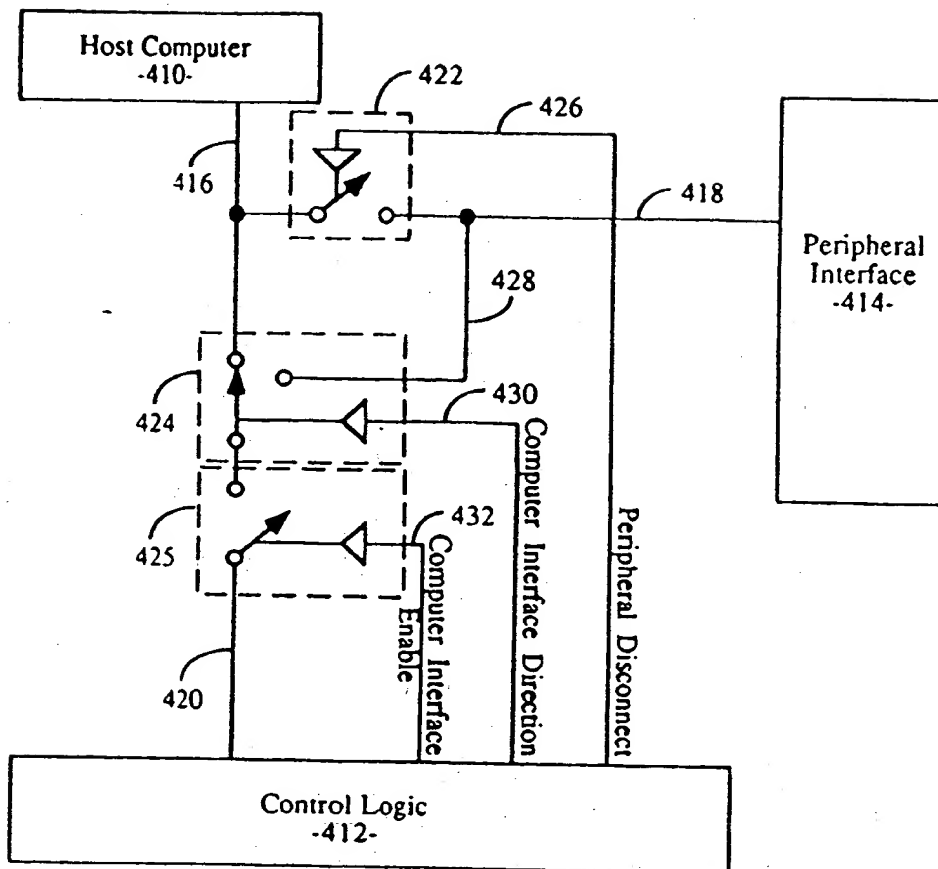 Host Computer
-410-
422
426
416
418
Peripheral
Interface
-414-
428
424
430
425
432
Computer Interface
Enable
Computer Interface Direction
Peripheral Disconnect
420
Control Logic
-412-